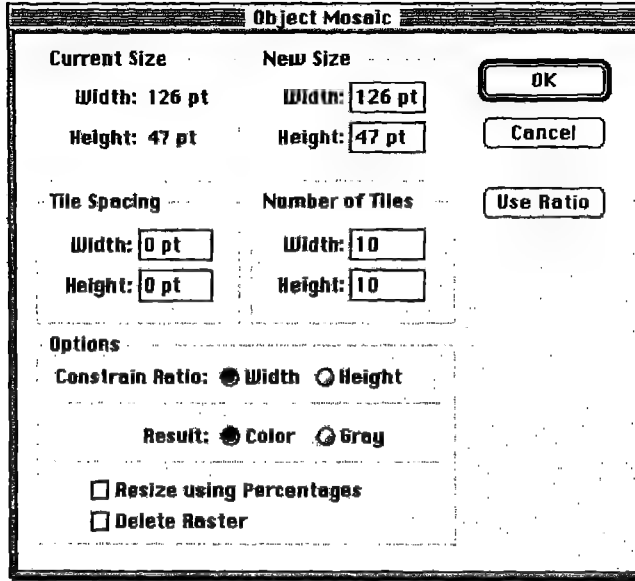 Object Mosaic
Current Size
Width: 126 pt
Height: 47 pt
New Size
Width: 126 pt
Height: 47 pt
OK
Cancel
Use Ratio
Tile Spacing
Width: 0 pt
Height: 0 pt
Number of Tiles
Width: 10
Height: 10
Options
Constrain Ratio: Width Height
Result: Color Gray
Resize using Percentages
Delete Raster